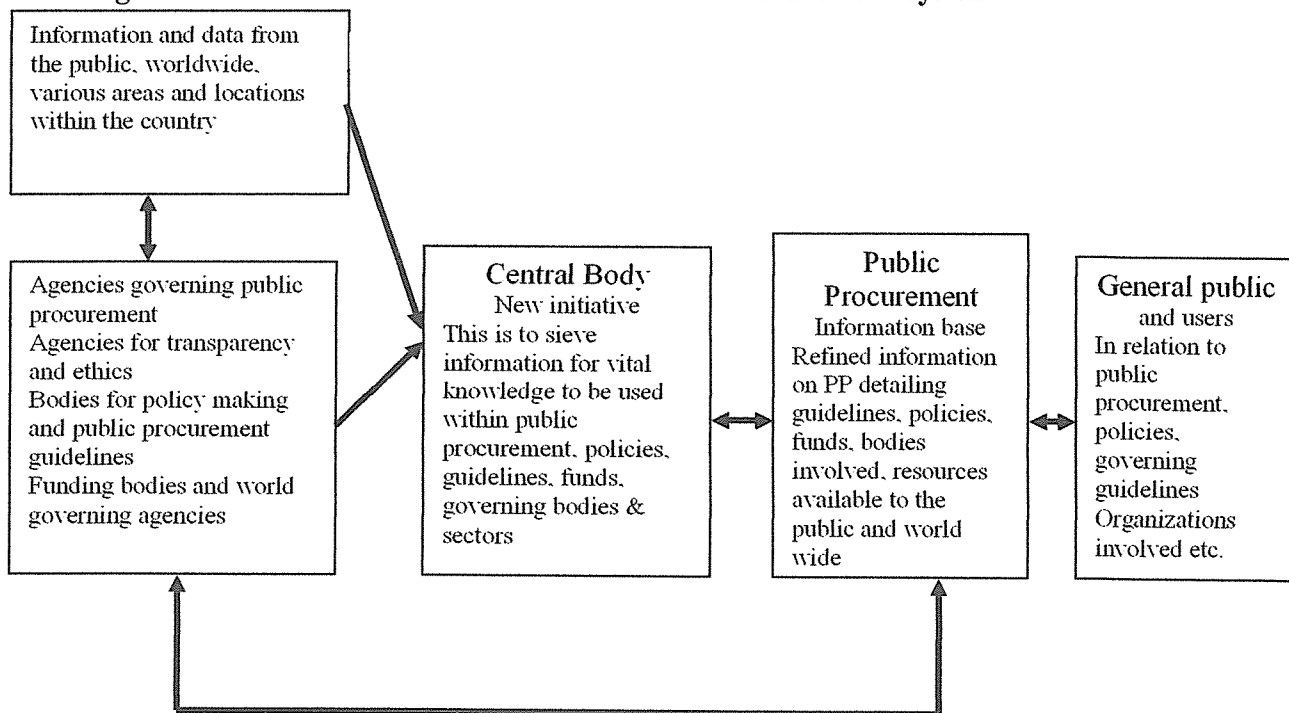 Information and data from
the public, worldwide,
various areas and locations
within the country
Agencies governing public
procurement
Agencies for transparency
and ethics
Bodies for policy making
and public procurement
guidelines
Funding bodies and world
governing agencies
Central Body
New initiative
This is to sieve
information for vital
knowledge to be used
within public
procurement, policies,
guidelines, funds,
governing bodies &
sectors
Public
Procurement
Information base
Refined information
on PP detailing
guidelines, policies,
funds, bodies
involved, resources
available to the
public and world
wide
General public
and users
In relation to
public
procurement,
policies,
governing
guidelines
Organizations
involved etc.